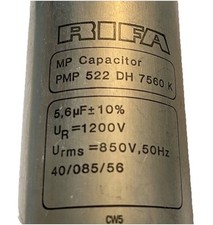 RIFA
MP Capacitor
PMP 522 DH 7560 K
5,6µF±10%
UR=1200V
Urms=850V,50Hz
40/085/56
CW5